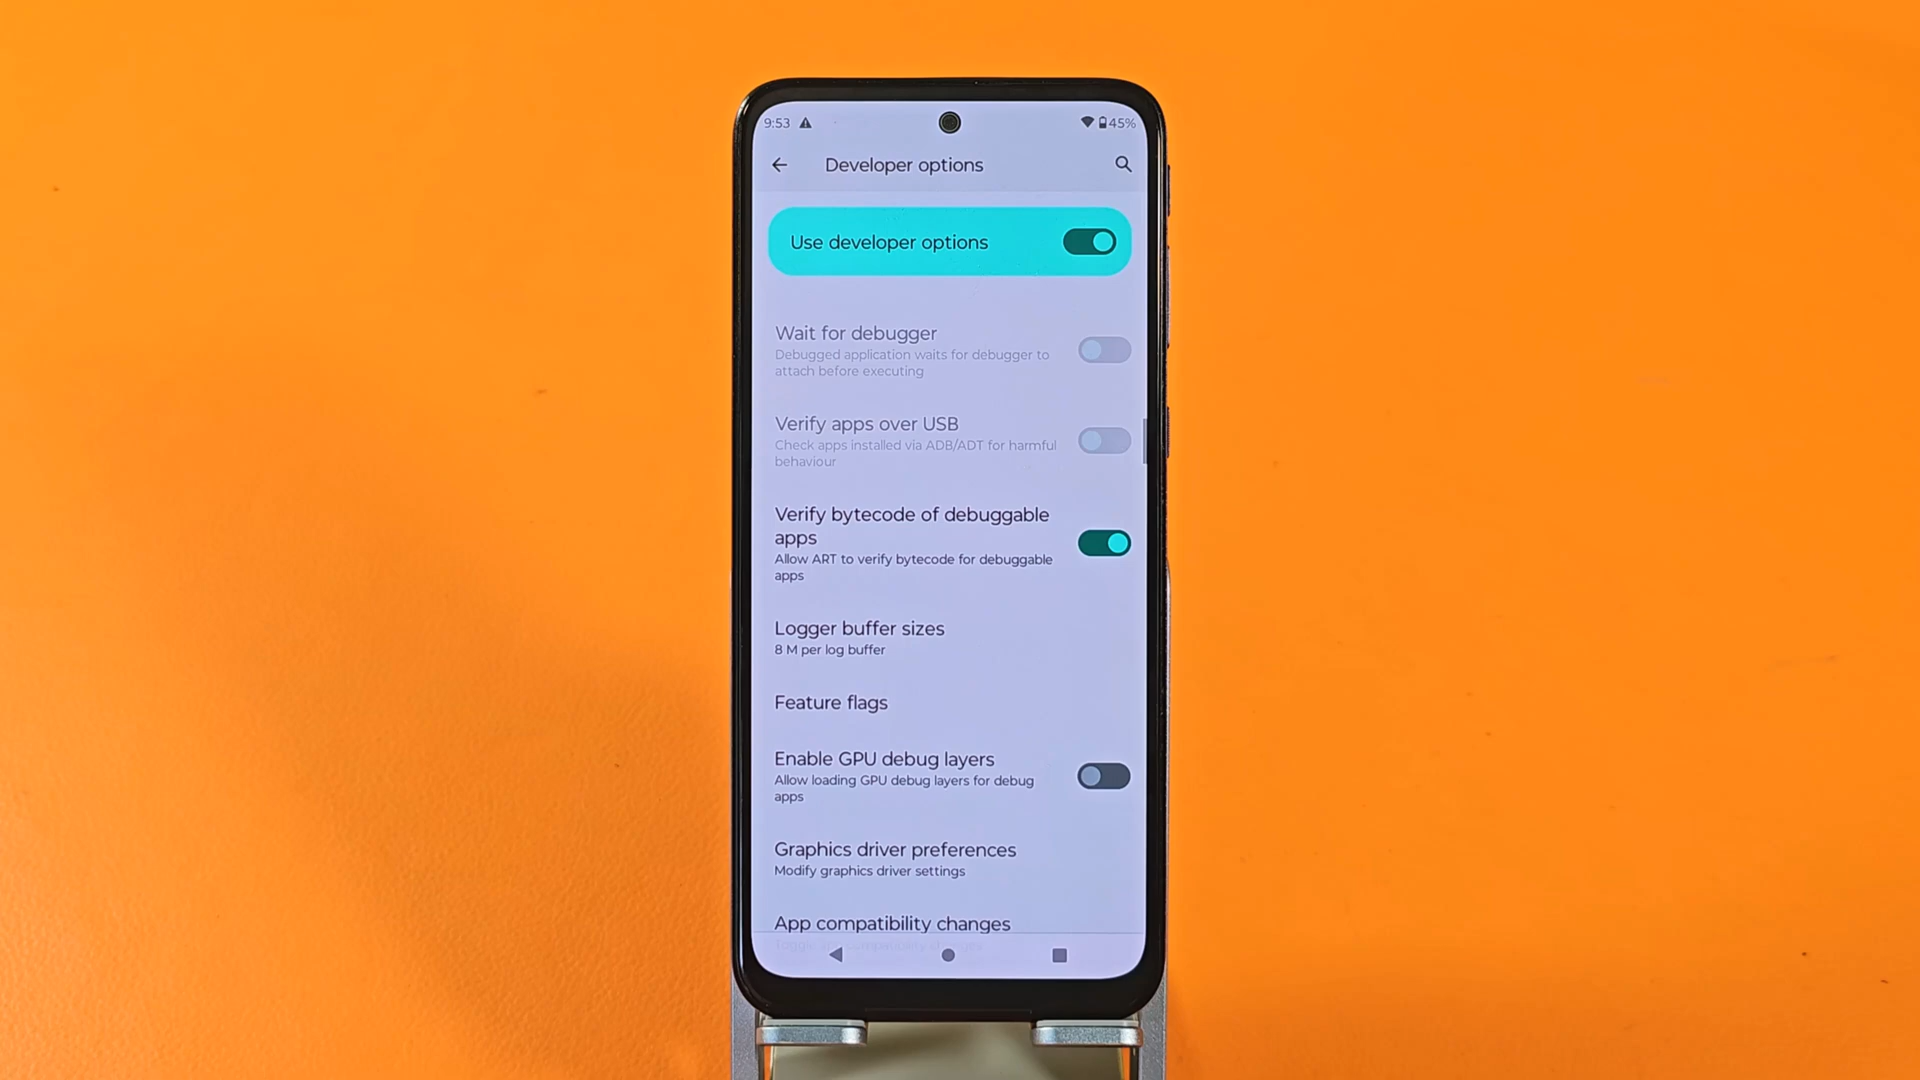 9:53
45%
Developer options
Use developer options
Wait for debugger
Debugged application waits for debugger to
attach before executing
Verify apps over USB
Check apps installed via ADB/ADT for harmful
behaviour
Verify bytecode of debuggable
apps
Allow ART to verify bytecode for debuggable
apps
Logger buffer sizes
8 M per log buffer
Feature flags
Enable GPU debug layers
Allow loading GPU debug layers for debug
apps
Graphics driver preferences
Modify graphics driver settings
App compatibility changes
Toggle app compatibility changes